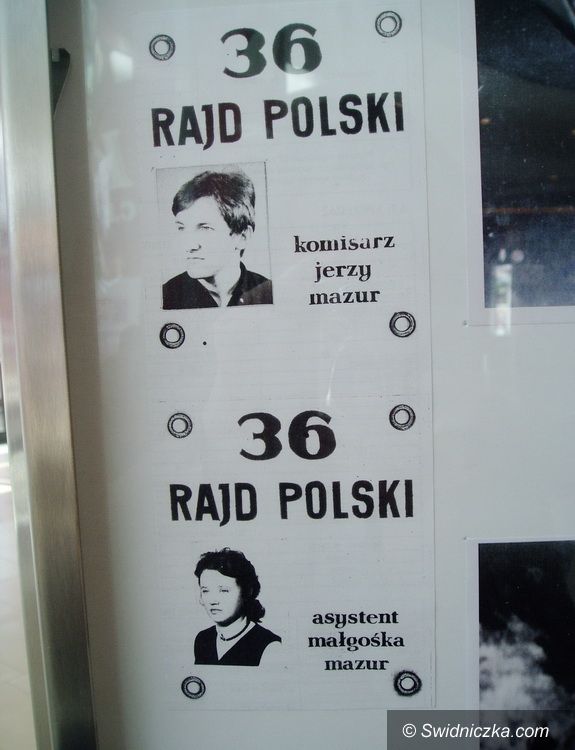 36
RAJD POLSKI
komisarz
jerzy
mazur
36
RAJD POLSKI
asystent
małgośka
mazur
© Swidniczka.com